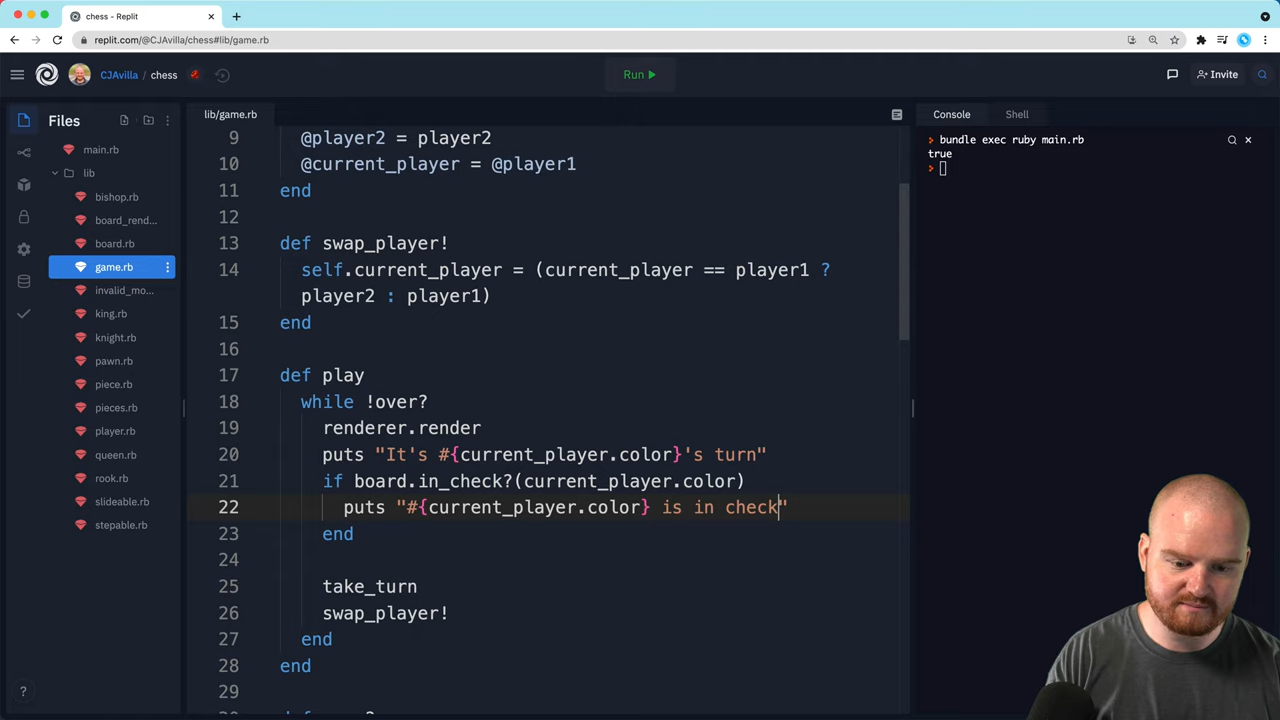 chess - Replit
replit.com/@CJAvilla/chess#lib/game.rb
CJAvilla / chess
Run
Invite
Files
main.rb
lib
bishop.rb
board_rend...
board.rb
game.rb
invalid_mo...
king.rb
knight.rb
pawn.rb
piece.rb
pieces.rb
player.rb
queen.rb
rook.rb
slideable.rb
stepable.rb
?
lib/game.rb
9 @player2 = player2
10 @current_player = @player1
11 end
12
13 def swap_player!
14 self.current_player = (current_player == player1 ?
player2 : player1)
15 end
16
17 def play
18 while !over?
19 renderer.render
20 puts "It's #{current_player.color}'s turn"
21 if board.in_check?(current_player.color)
22 puts "#{current_player.color} is in check"
23 end
24
25 take_turn
26 swap_player!
27 end
28 end
29
Console
Shell
bundle exec ruby main.rb
true